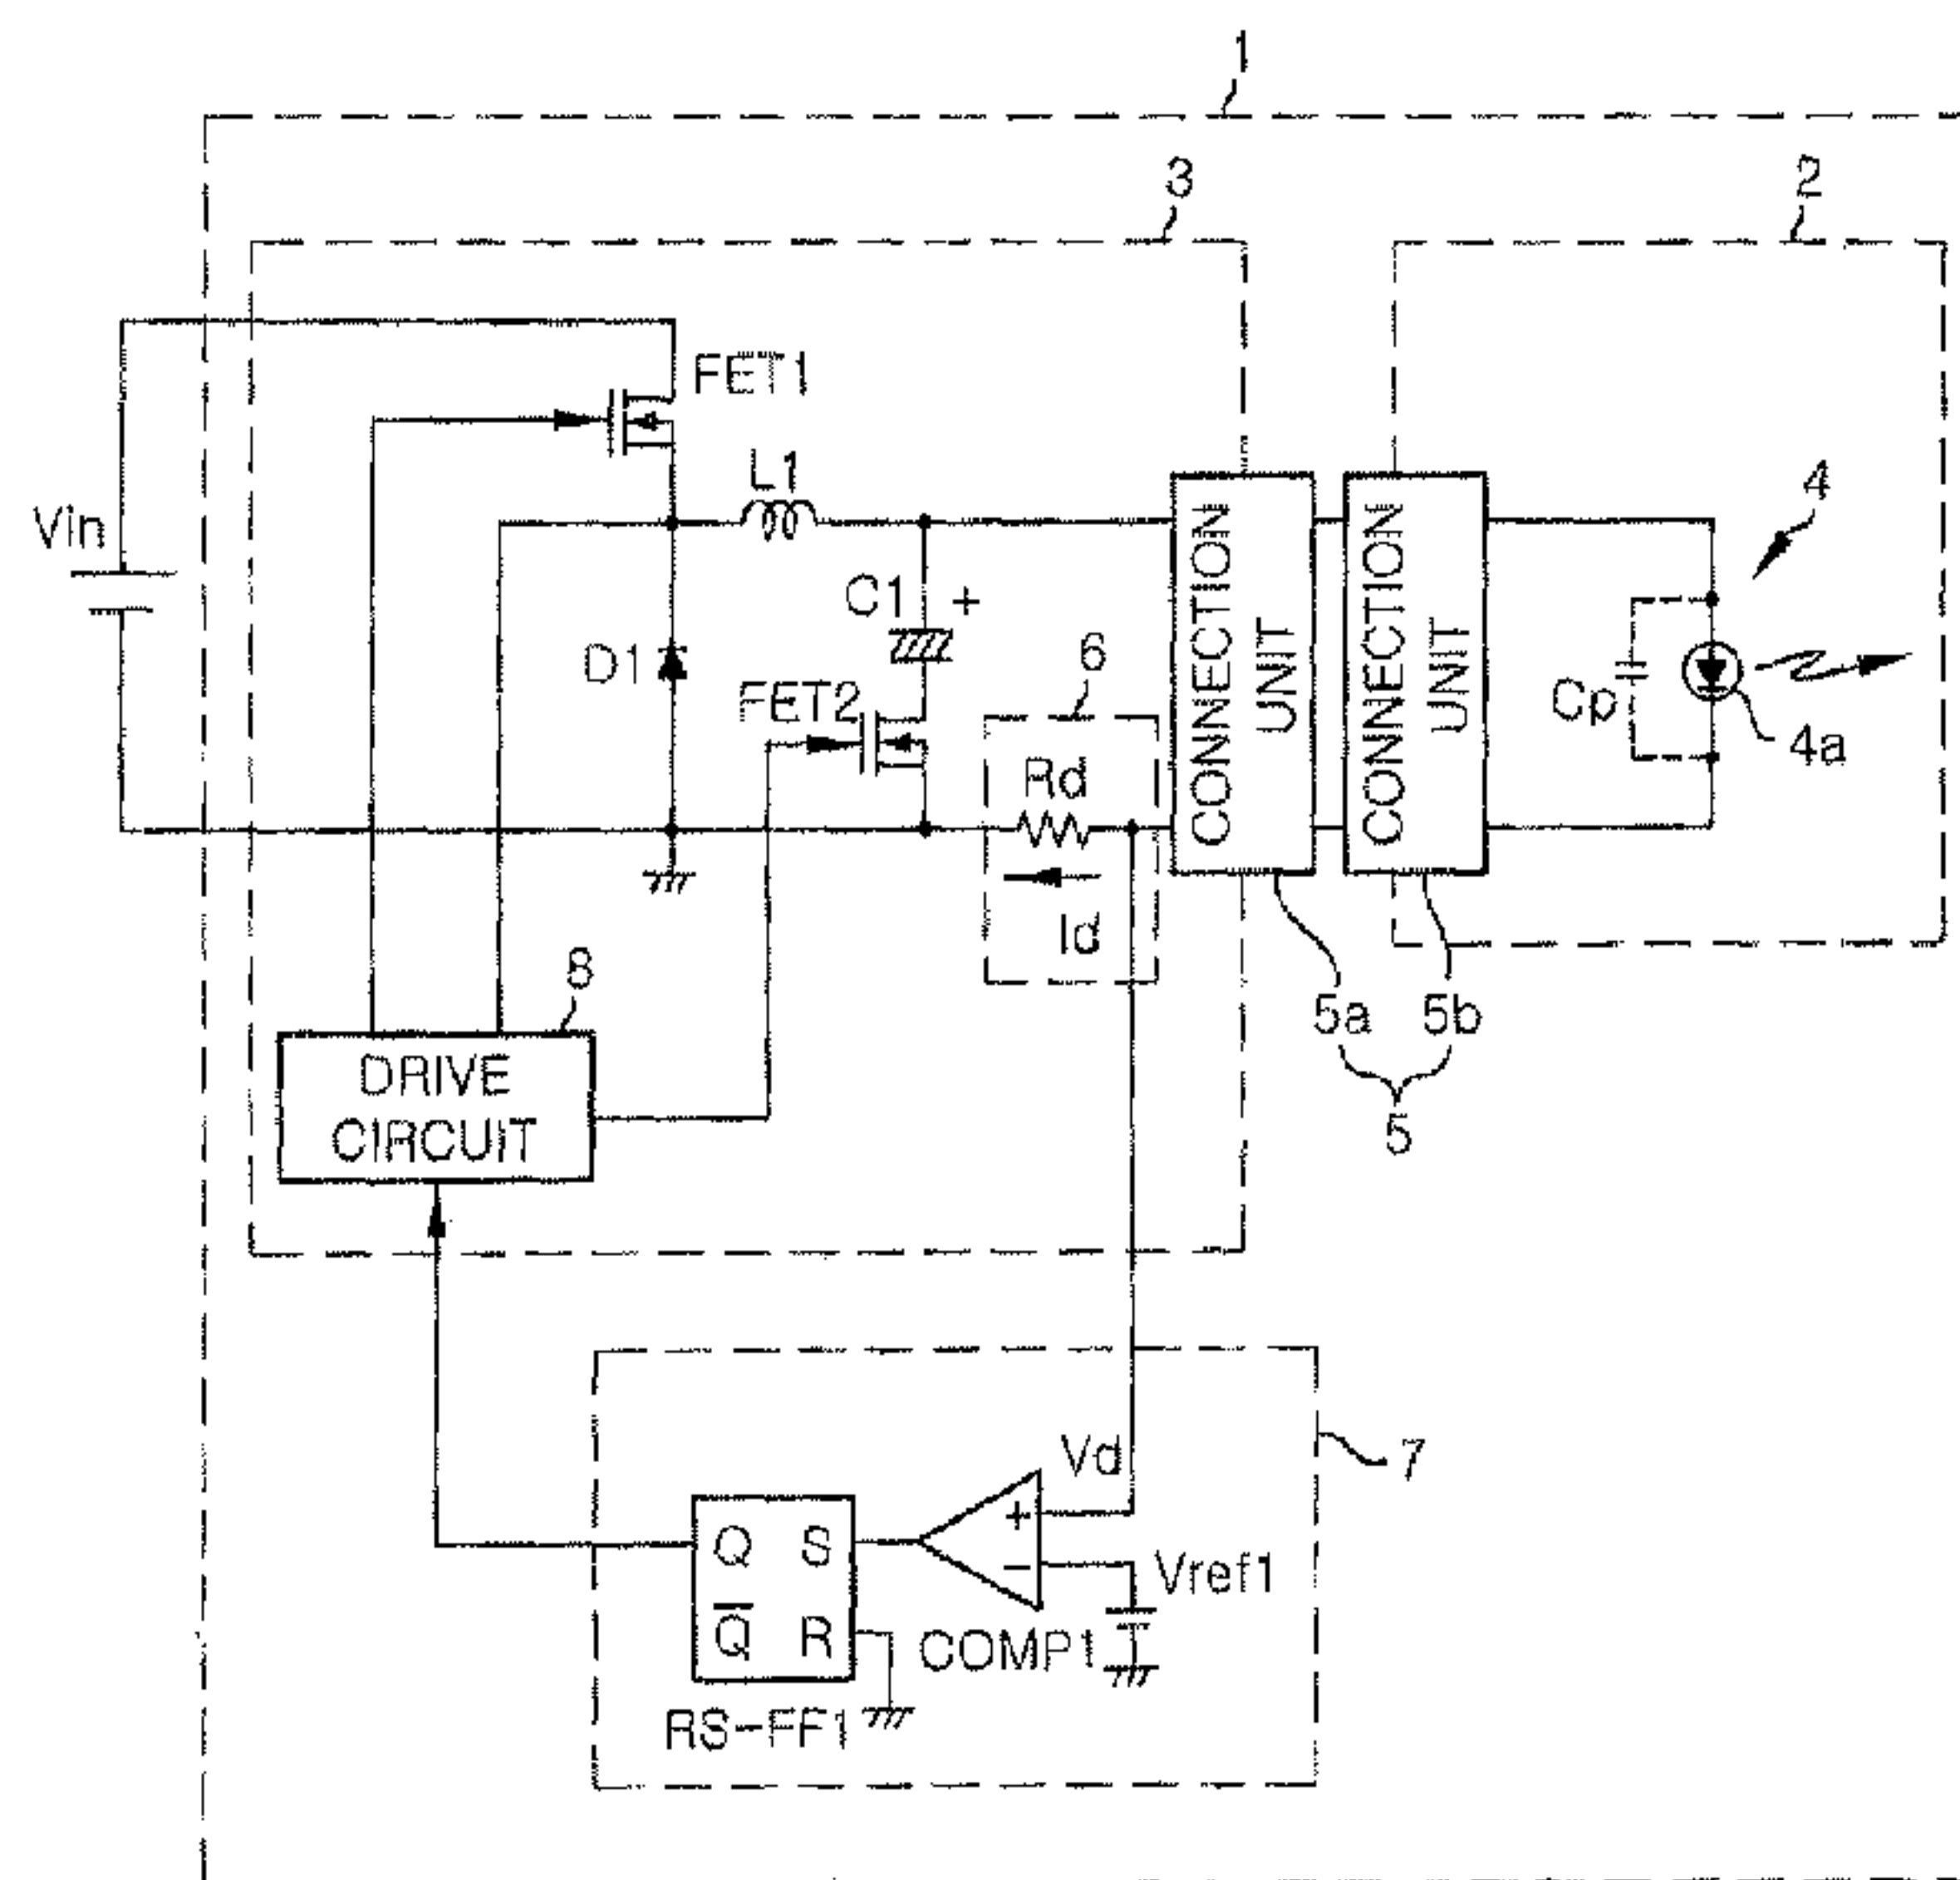 1
3
2
FET1
L1
Vin
4
C1 +
D1
FET2
6
CONNECTION
UNIT
CONNECTION
UNIT
Cp
4a
Rd
Id
8
5a 5b
5
DRIVE
CIRCUIT
Vd
7
+
−
Q S
Q̅ R
Vref1
COMP1
RS-FF1